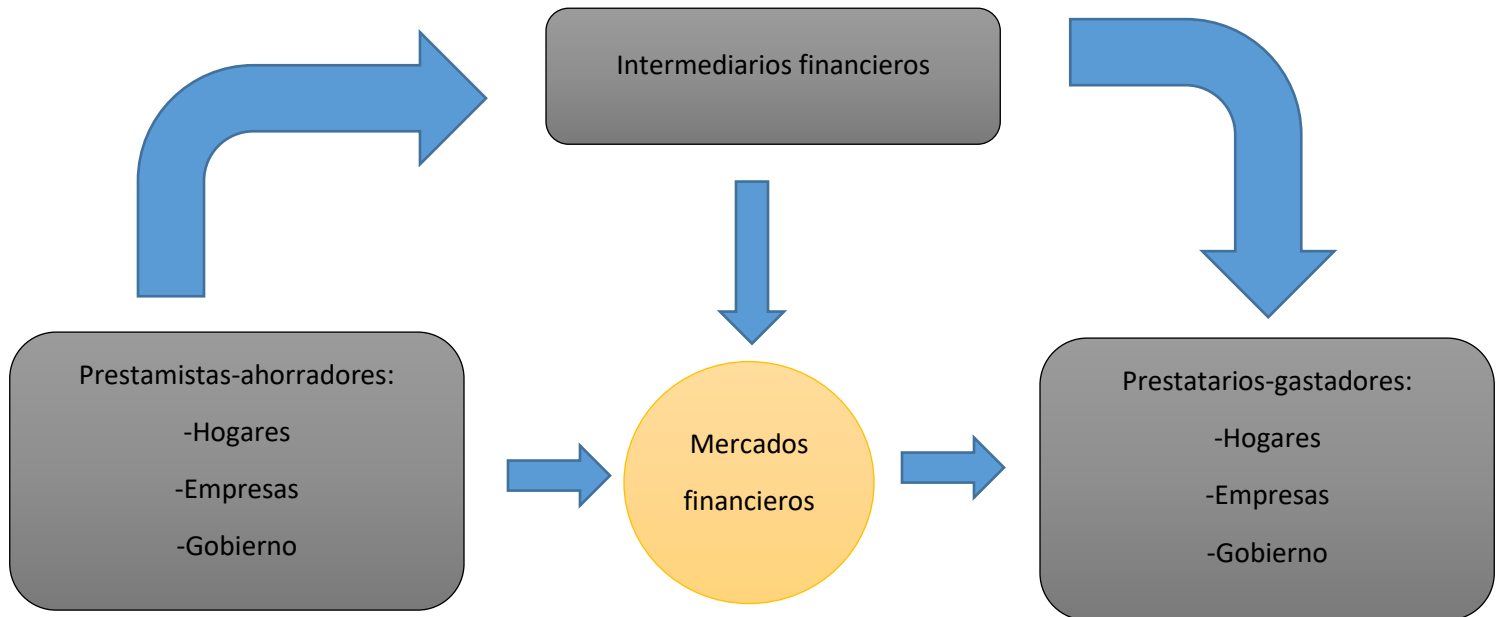 Intermediarios financieros
Prestamistas-ahorradores:
-Hogares
-Empresas
-Gobierno
Mercados
financieros
Prestatarios-gastadores:
-Hogares
-Empresas
-Gobierno